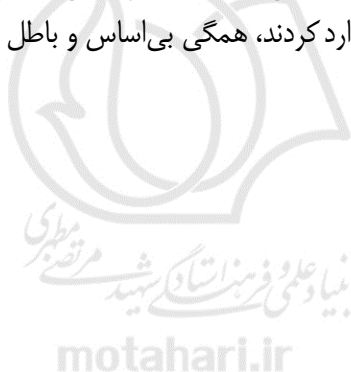 ارد کردند، همگی بی‌اساس و باطل
بنیاد علمی و فرهنگی استاد شهید
مرتضی مطهری
motahari.ir